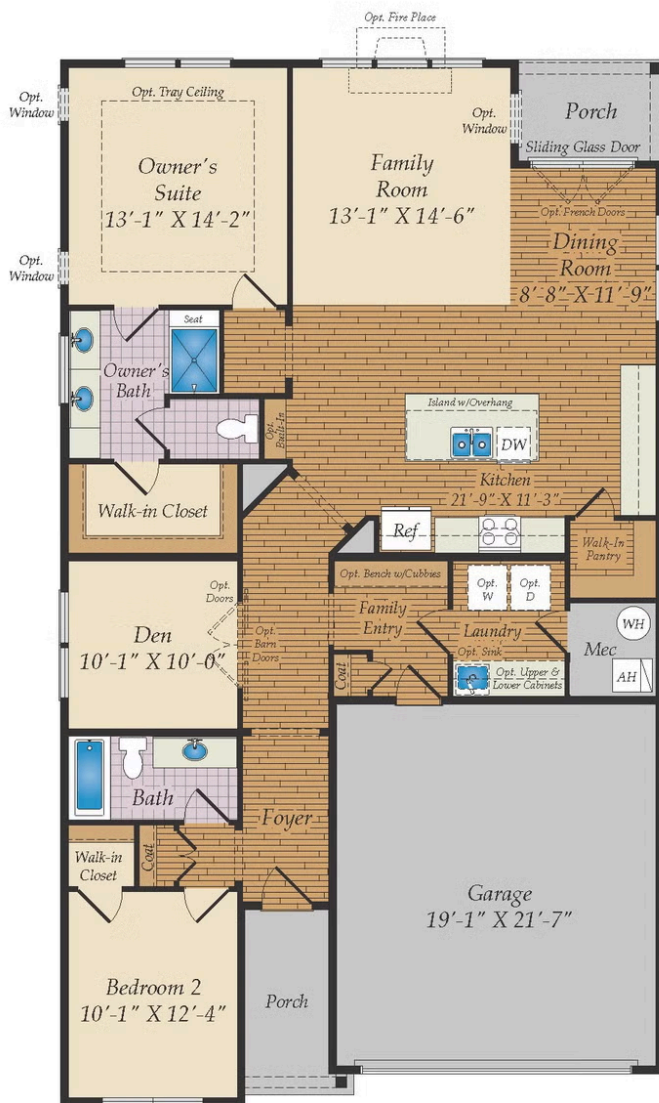 Opt. Fire Place
Opt.
Window
Opt. Tray Ceiling
Owner's
Suite
13'-1" X 14'-2"
Family
Room
13'-1" X 14'-6"
Opt.
Window
Porch
Sliding Glass Door
Opt. French Doors
Dining
Room
8'-8" X 11'-9"
Opt.
Window
Seat
Owner's
Bath
Opt.
Built-In
Island w/Overhang
DW
Kitchen
21'-9" X 11'-3"
Walk-in Closet
Ref
Walk-In
Pantry
Opt.
Doors
Opt.
Barn
Doors
Den
10'-1" X 10'-0"
Opt. Bench w/Cubbies
Family
Entry
Coat
Opt.
W
Opt.
D
Laundry
Opt. Sink
Opt. Upper &
Lower Cabinets
WH
Mec
AH
Bath
Foyer
Walk-in
Closet
Coat
Garage
19'-1" X 21'-7"
Bedroom 2
10'-1" X 12'-4"
Porch